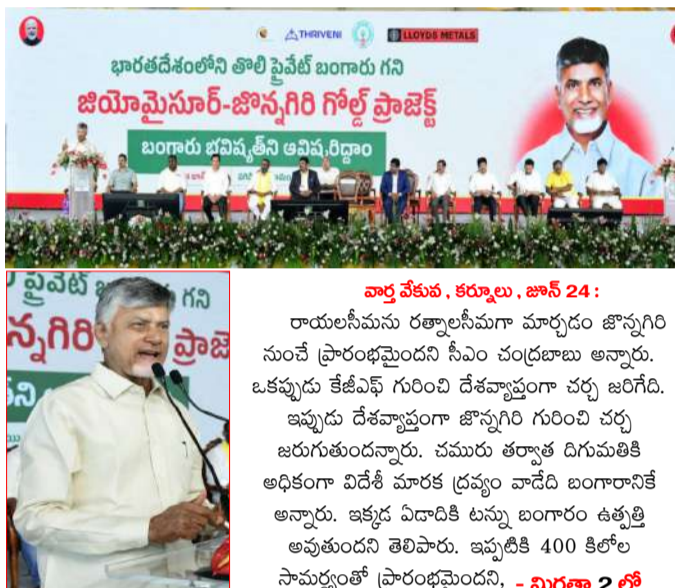 THRIVENI
LLOYDS METALS
భారతదేశంలోని తొలి ప్రైవేట్ బంగారు గని
జియోమైసూర్-జొన్నగిరి గోల్డ్ ప్రాజెక్ట్
బంగారు భవిష్యత్‌ని ఆవిష్కరిద్దాం
ప్రైవేట్ గని
న్నగిరి ప్రాజె
వార్త వేకువ, కర్నూలు, జూన్ 24 :
రాయలసీమను రత్నాలసీమగా మార్చడం జొన్నగిరి
నుంచే ప్రారంభమైందని సీఎం చంద్రబాబు అన్నారు.
ఒకప్పుడు కేజీఎఫ్ గురించి దేశవ్యాప్తంగా చర్చ జరిగేది.
ఇప్పుడు దేశవ్యాప్తంగా జొన్నగిరి గురించి చర్చ
జరుగుతుందన్నారు. చమురు తర్వాత దిగుమతికి
అధికంగా విదేశీ మారక ద్రవ్యం వాడేది బంగారానికే
అన్నారు. ఇక్కడ ఏడాదికి టన్ను బంగారం ఉత్పత్తి
అవుతుందని తెలిపారు. ఇప్పటికే 400 కిలోల
సామర్థ్యంతో ప్రారంభమైందని, - మిగతా 2 లో